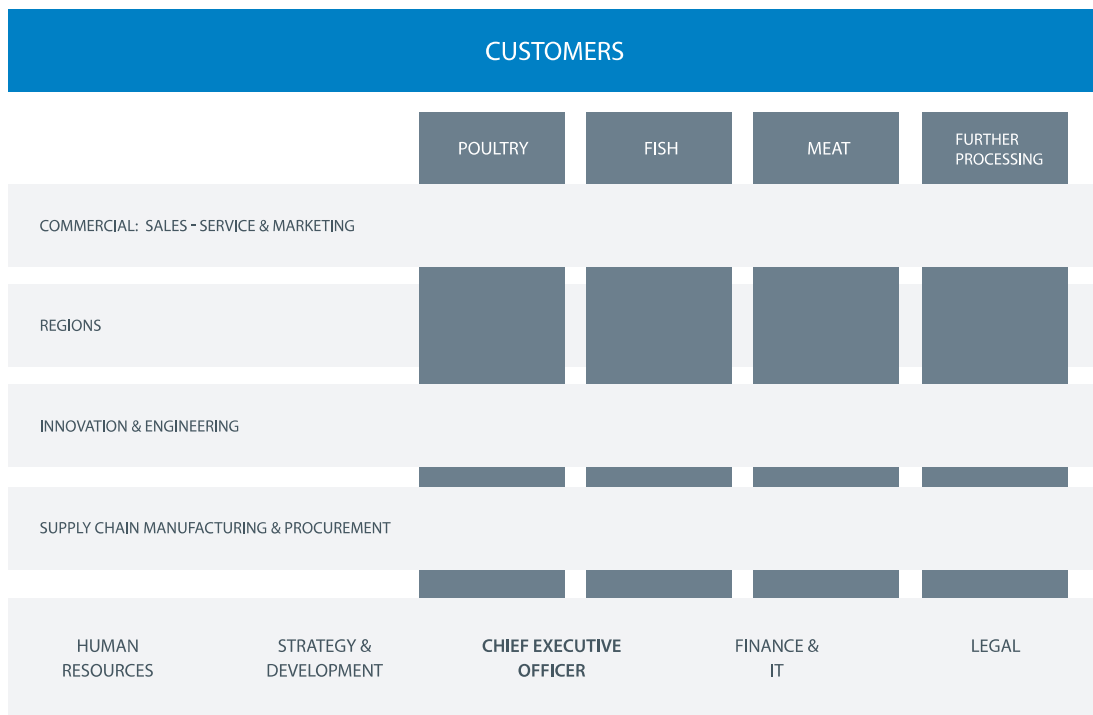 CUSTOMERS
POULTRY
FISH
MEAT
FURTHER
PROCESSING
COMMERCIAL: SALES - SERVICE & MARKETING
REGIONS
INNOVATION & ENGINEERING
SUPPLY CHAIN MANUFACTURING & PROCUREMENT
HUMAN
RESOURCES
STRATEGY &
DEVELOPMENT
CHIEF EXECUTIVE
OFFICER
FINANCE &
IT
LEGAL